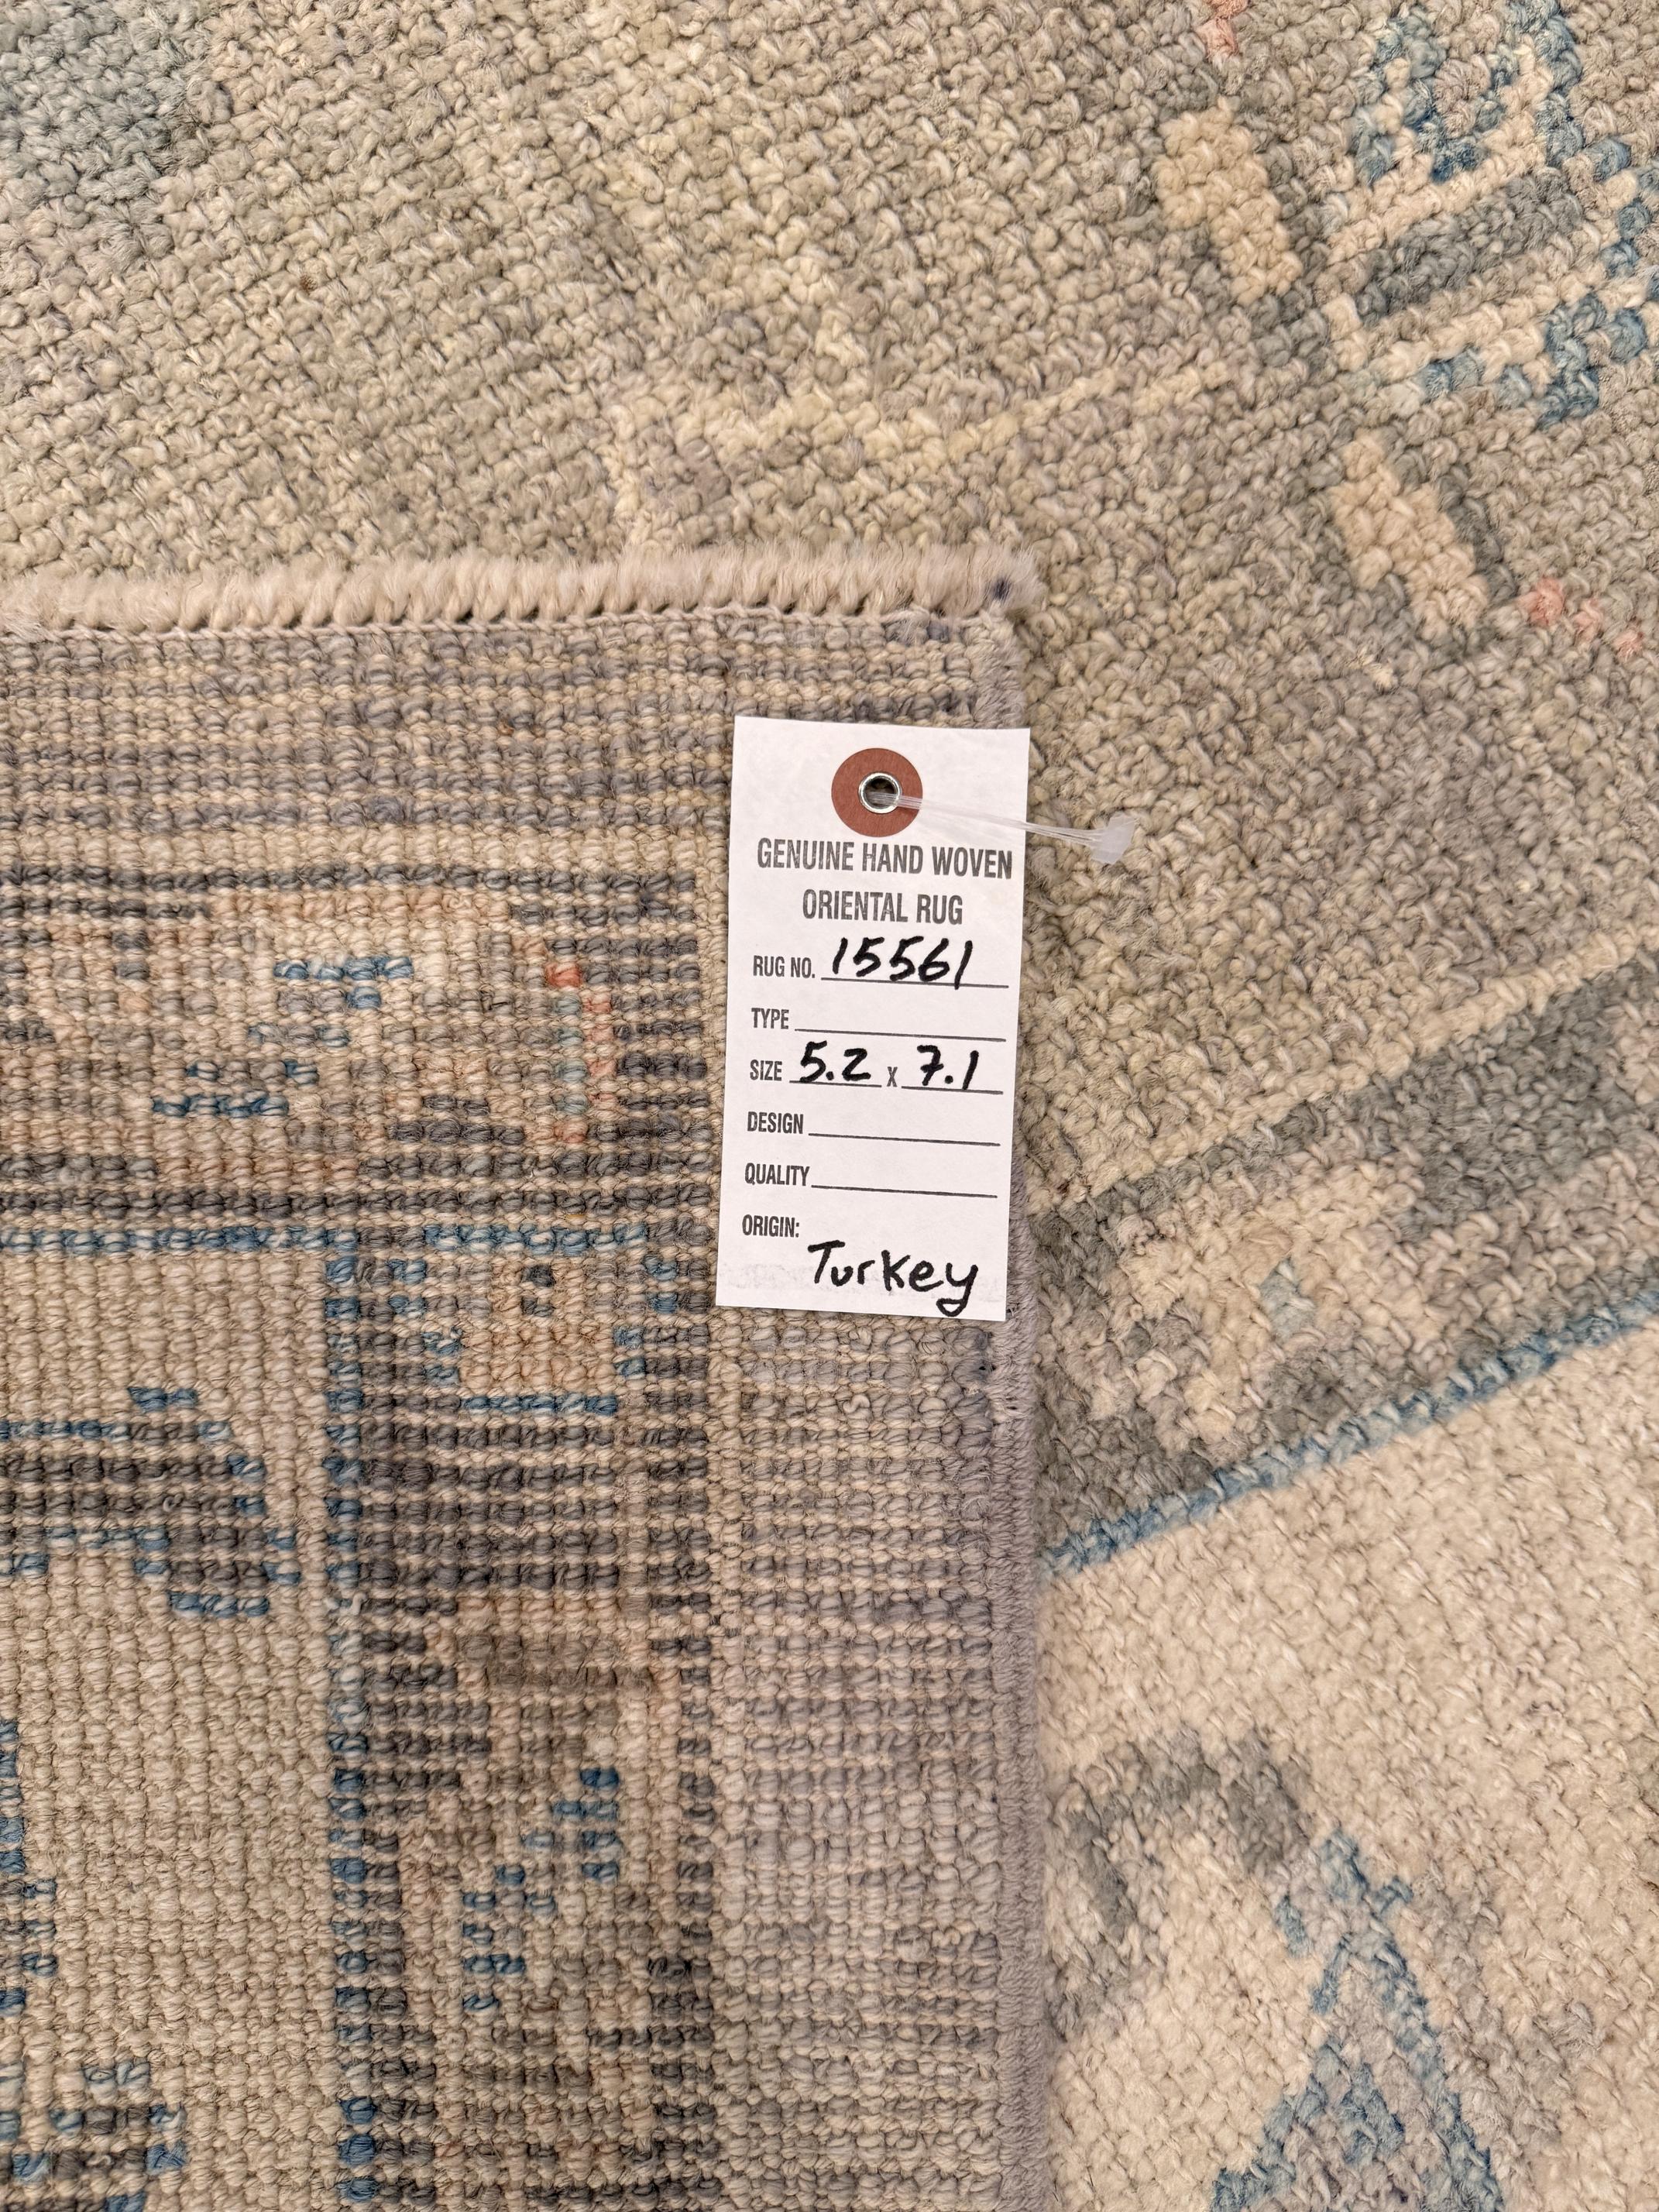 GENUINE HAND WOVEN
ORIENTAL RUG
RUG NO. 15561
TYPE
SIZE 5.2 x 7.1
DESIGN
QUALITY
ORIGIN:
Turkey